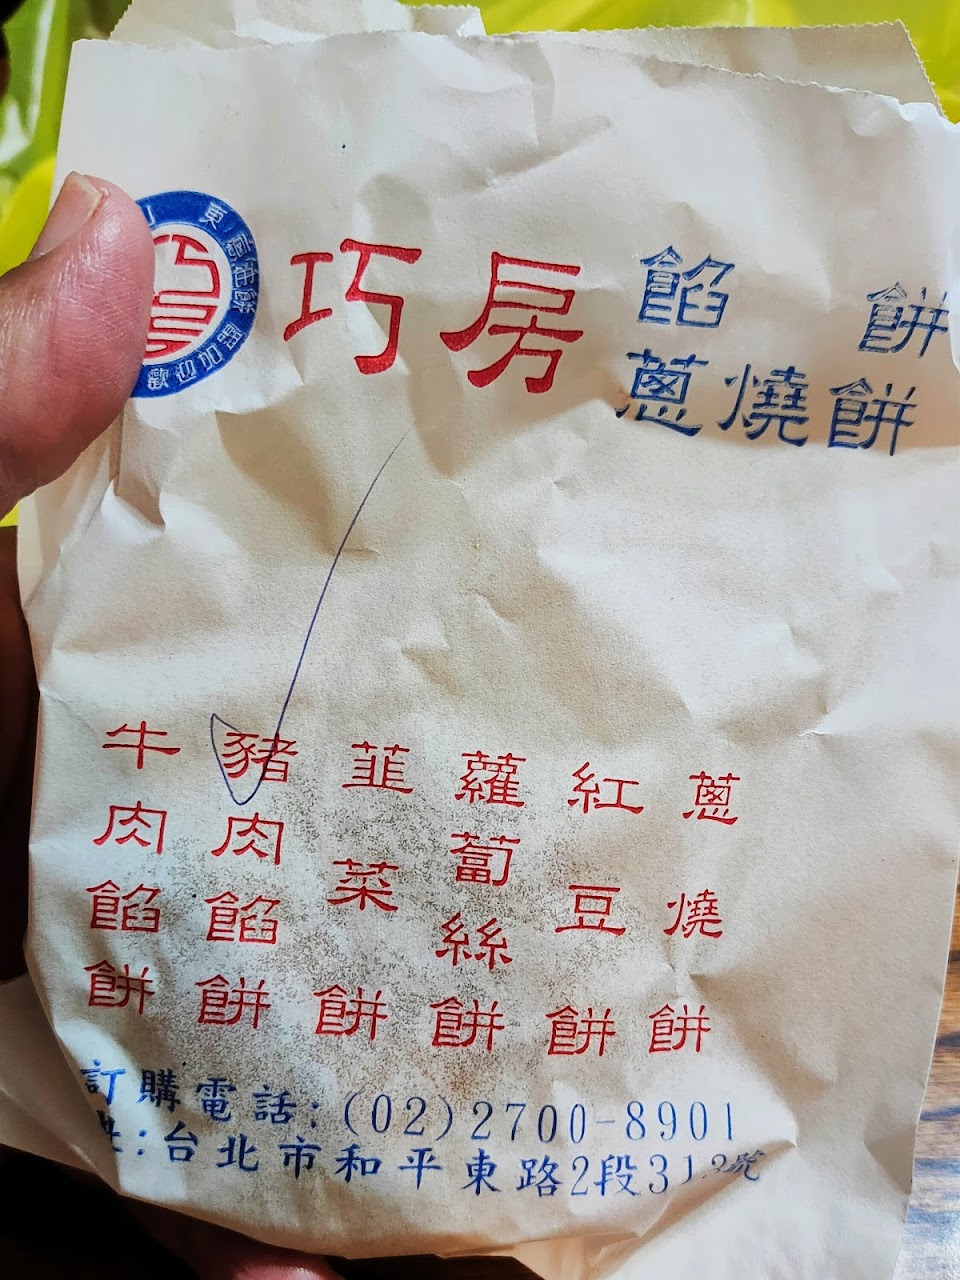 歡迎加盟
巧房
餡餅
蔥燒餅
牛肉餡餅
豬肉餡餅
韮菜餅
蘿蔔絲餅
紅豆餅
蔥燒餅
訂購電話:(02)2700-8901
址:台北市和平東路2段